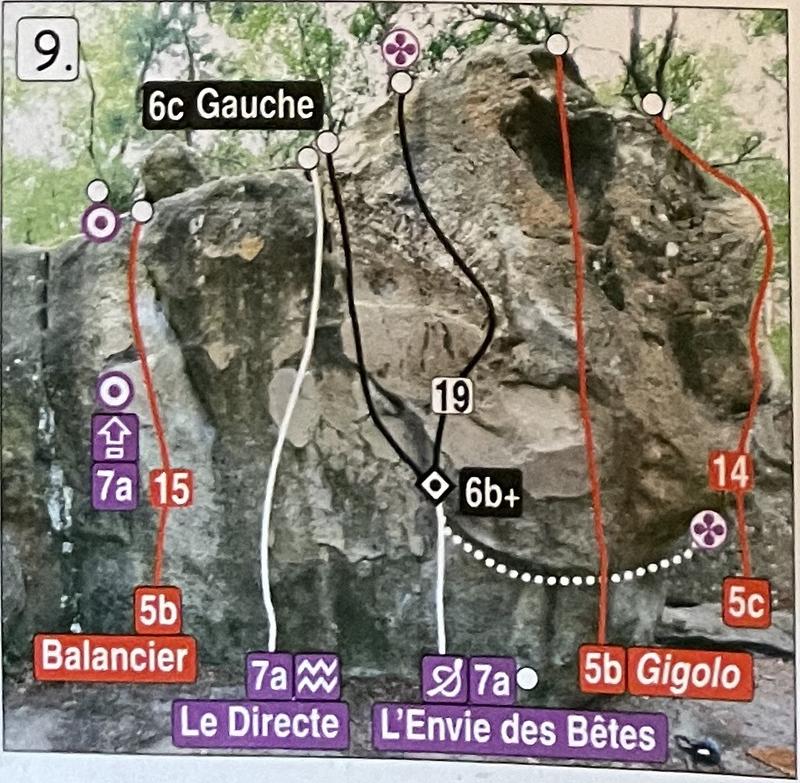 9.
6c Gauche
19
7a
15
14
6b+
5b
5c
Balancier
7a
7a
5b Gigolo
Le Directe
L'Envie des Bêtes